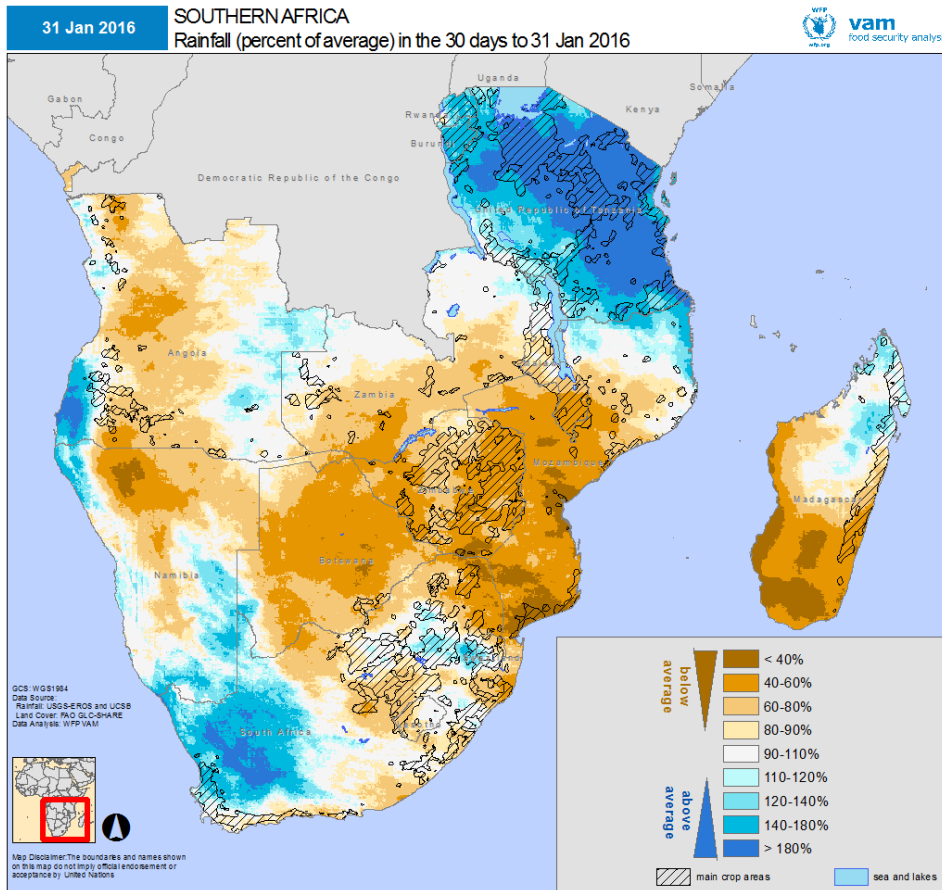 31 Jan 2016
SOUTHERN AFRICA
Rainfall (percent of average) in the 30 days to 31 Jan 2016
WFP
wfp.org
vam
food security analys
Uganda
Somalia
Gabon
Kenya
Congo
Burundi
Democratic Republic of the Congo
United Republic of Tanzania
Angola
Zambia
Mozambique
Zimbabwe
Madagascar
Botswana
Namibia
South Africa
GCS: WGS1984
Data Source:
Rainfall: USGS-EROS and UCSB
Land Cover: FAO GLC-SHARE
Data Analysis: WFP VAM
below
average
above
average
< 40%
40-60%
60-80%
80-90%
90-110%
110-120%
120-140%
140-180%
> 180%
main crop areas
sea and lakes
Map Disclaimer:The boundaries and names shown
on this map do not imply official endorsement or
acceptance by United Nations